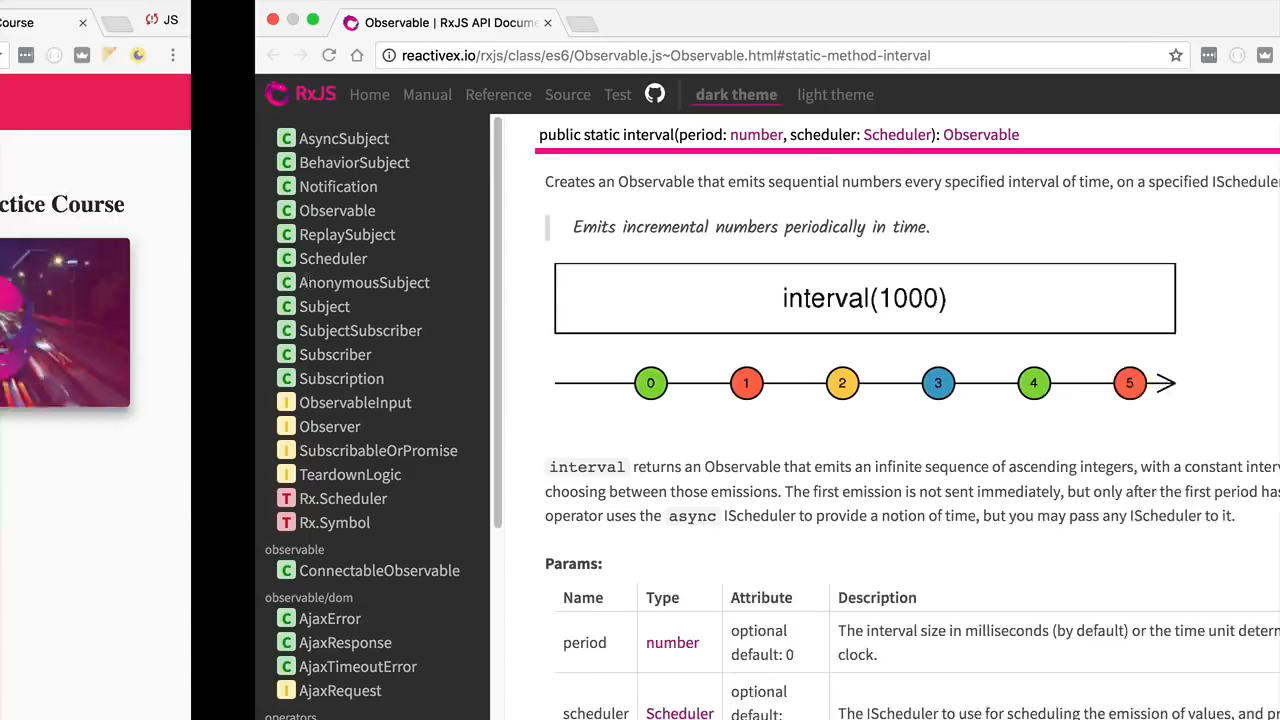 Course
JS
ctice Course
Observable | RxJS API Docume
reactivex.io/rxjs/class/es6/Observable.js~Observable.html#static-method-interval
RxJS Home Manual Reference Source Test dark theme light theme
C AsyncSubject
C BehaviorSubject
C Notification
C Observable
C ReplaySubject
C Scheduler
C AnonymousSubject
C Subject
C SubjectSubscriber
C Subscriber
C Subscription
I ObservableInput
I Observer
I SubscribableOrPromise
I TeardownLogic
T Rx.Scheduler
T Rx.Symbol
observable
C ConnectableObservable
observable/dom
C AjaxError
C AjaxResponse
C AjaxTimeoutError
I AjaxRequest
operators
public static interval(period: number, scheduler: Scheduler): Observable
Creates an Observable that emits sequential numbers every specified interval of time, on a specified IScheduler
Emits incremental numbers periodically in time.
interval(1000)
0 1 2 3 4 5
interval returns an Observable that emits an infinite sequence of ascending integers, with a constant inter
choosing between those emissions. The first emission is not sent immediately, but only after the first period has
operator uses the async IScheduler to provide a notion of time, but you may pass any IScheduler to it.
Params:
Name Type Attribute Description
period number optional default: 0 The interval size in milliseconds (by default) or the time unit determ
clock.
scheduler Scheduler optional default: The IScheduler to use for scheduling the emission of values, and p